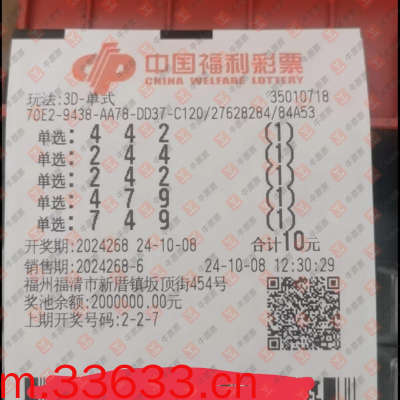 中国福利彩票
CHINA WELFARE LOTTERY
玩法:3D-单式 35010718
70E2-9438-AA78-DD37-C120/27628284/84A53
单选: 4 4 2 (1)
单选: 2 4 4 (1)
单选: 2 4 2 (1)
单选: 4 7 9 (1)
单选: 7 4 9 (1)
开奖期:2024268 24-10-08 合计10元
销售期:2024268-6 24-10-08 12:30:29
福州福清市新厝镇坂顶街454号
奖池余额:2000000.00元
上期开奖号码:2-2-7
m.33633.cn